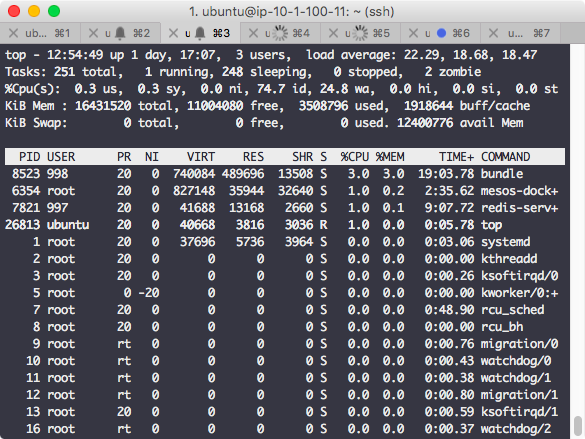 1. ubuntu@ip-10-1-100-11: ~ (ssh)
ub... ⌘1 u ⌘2 u ⌘3 u ⌘4 u ⌘5 u... ⌘6 u... ⌘7
top - 12:54:49 up 1 day, 17:07, 3 users, load average: 22.29, 18.68, 18.47
Tasks: 251 total, 1 running, 248 sleeping, 0 stopped, 2 zombie
%Cpu(s): 0.3 us, 0.3 sy, 0.0 ni, 74.7 id, 24.8 wa, 0.0 hi, 0.0 si, 0.0 st
KiB Mem : 16431520 total, 11004080 free, 3508796 used, 1918644 buff/cache
KiB Swap: 0 total, 0 free, 0 used. 12400776 avail Mem
PID USER PR NI VIRT RES SHR S %CPU %MEM TIME+ COMMAND
8523 998 20 0 740084 489696 13508 S 3.0 3.0 19:03.78 bundle
6354 root 20 0 827148 35944 32640 S 1.0 0.2 2:35.62 mesos-dock+
7821 997 20 0 41688 13168 2660 S 1.0 0.1 9:07.72 redis-serv+
26813 ubuntu 20 0 40668 3816 3036 R 1.0 0.0 0:05.78 top
1 root 20 0 37696 5736 3964 S 0.0 0.0 0:03.06 systemd
2 root 20 0 0 0 0 S 0.0 0.0 0:00.00 kthreadd
3 root 20 0 0 0 0 S 0.0 0.0 0:00.26 ksoftirqd/0
5 root 0 -20 0 0 0 S 0.0 0.0 0:00.00 kworker/0:+
7 root 20 0 0 0 0 S 0.0 0.0 0:48.90 rcu_sched
8 root 20 0 0 0 0 S 0.0 0.0 0:00.00 rcu_bh
9 root rt 0 0 0 0 S 0.0 0.0 0:00.76 migration/0
10 root rt 0 0 0 0 S 0.0 0.0 0:00.43 watchdog/0
11 root rt 0 0 0 0 S 0.0 0.0 0:00.38 watchdog/1
12 root rt 0 0 0 0 S 0.0 0.0 0:00.80 migration/1
13 root 20 0 0 0 0 S 0.0 0.0 0:00.59 ksoftirqd/1
16 root rt 0 0 0 0 S 0.0 0.0 0:00.37 watchdog/2